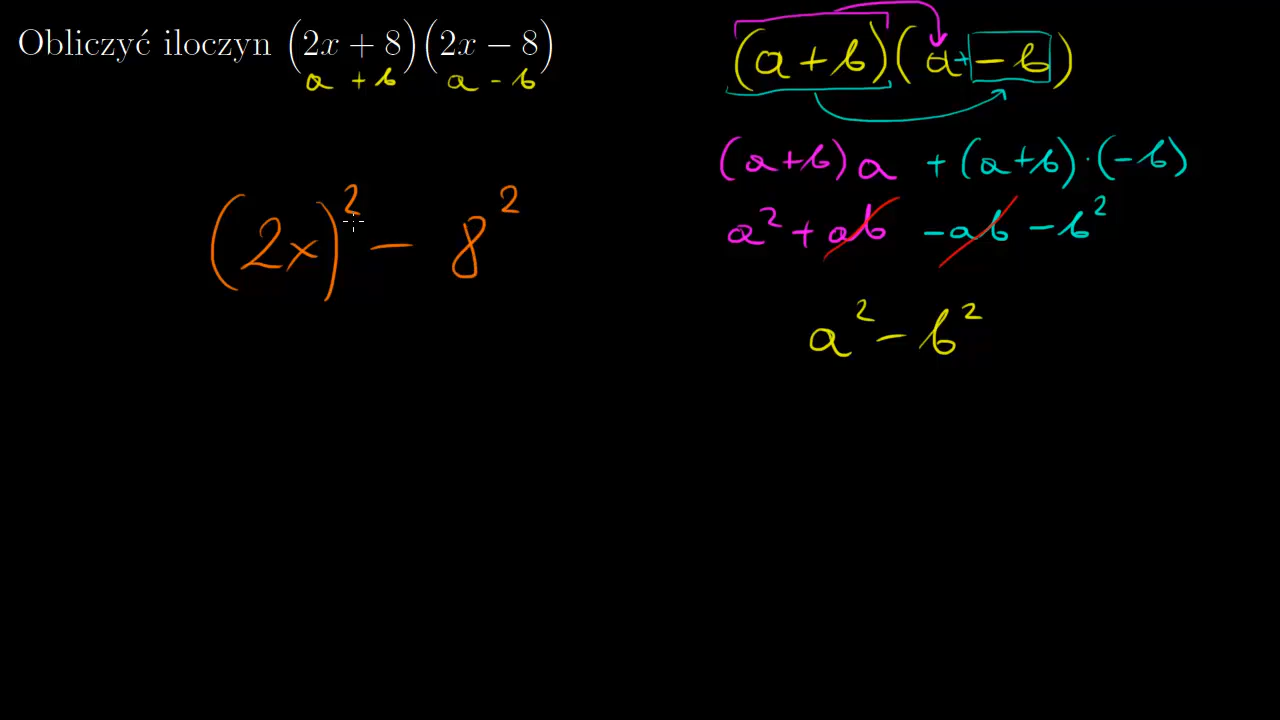 Obliczyć iloczyn (2x + 8)(2x − 8)
a + b a − b
(2x)² − 8²
(a + b)(a + − b)
(a+b)a + (a+b)·(−b)
a² + ab − ab − b²
a² − b²